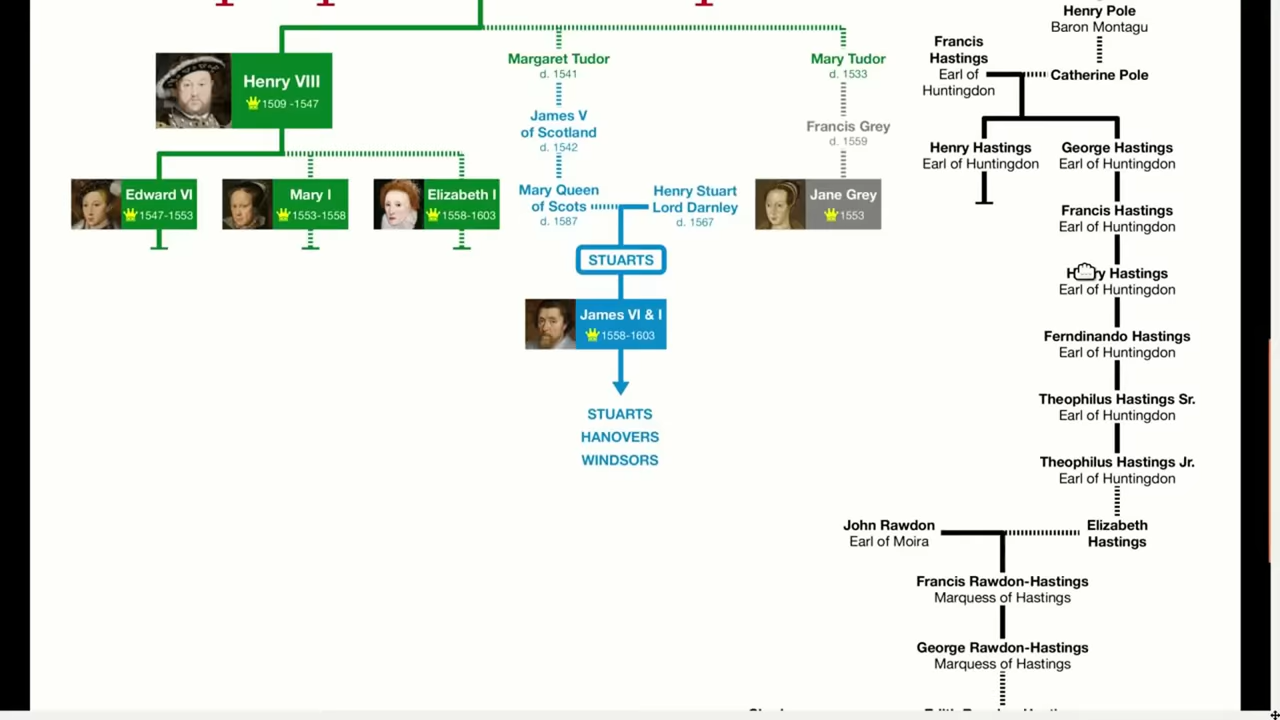 Henry Pole
Baron Montagu
Francis
Hastings
Earl of
Huntingdon
Catherine Pole
Margaret Tudor
d. 1541
Mary Tudor
d. 1533
Henry VIII
1509 -1547
James V
of Scotland
d. 1542
Francis Grey
d. 1559
Henry Hastings
Earl of Huntingdon
George Hastings
Earl of Huntingdon
Edward VI
1547-1553
Mary I
1553-1558
Elizabeth I
1558-1603
Mary Queen
of Scots
d. 1587
Henry Stuart
Lord Darnley
d. 1567
Jane Grey
1553
Francis Hastings
Earl of Huntingdon
STUARTS
Hastings
Earl of Huntingdon
James VI & I
1558-1603
Ferndinando Hastings
Earl of Huntingdon
Theophilus Hastings Sr.
Earl of Huntingdon
STUARTS
HANOVERS
WINDSORS
Theophilus Hastings Jr.
Earl of Huntingdon
John Rawdon
Earl of Moira
Elizabeth
Hastings
Francis Rawdon-Hastings
Marquess of Hastings
George Rawdon-Hastings
Marquess of Hastings